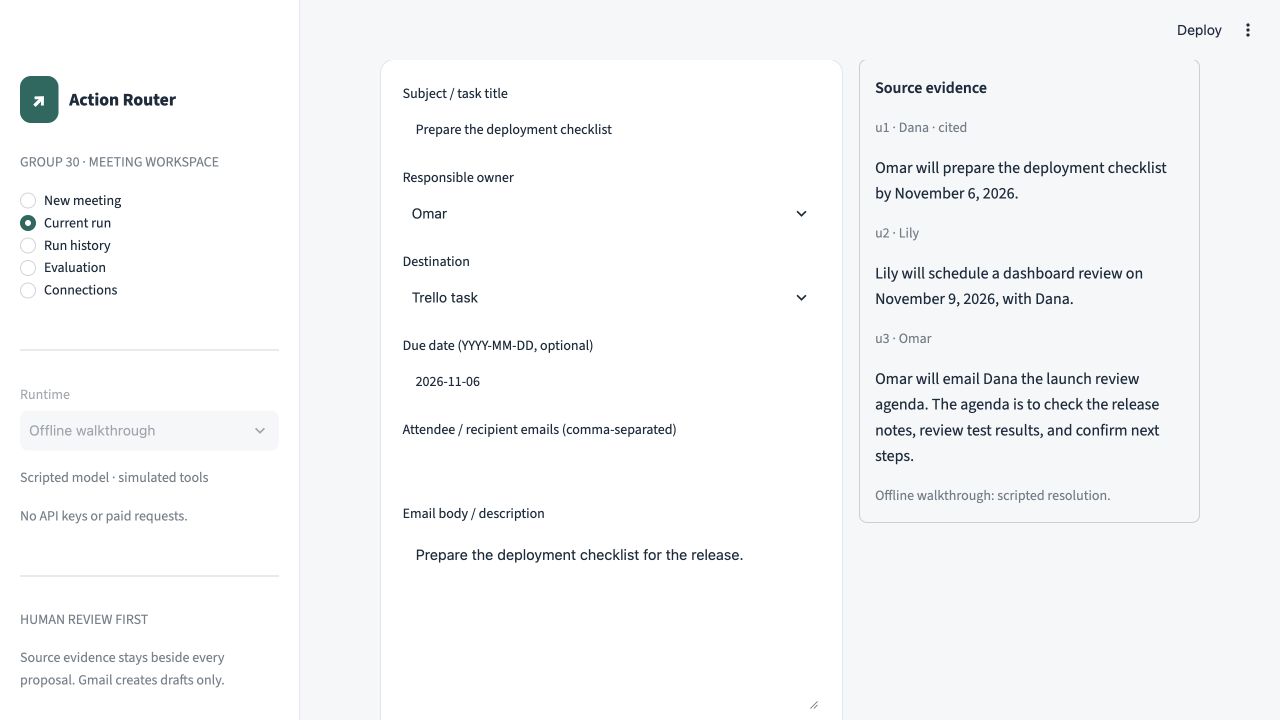 Deploy
Action Router
GROUP 30 · MEETING WORKSPACE
New meeting
Current run
Run history
Evaluation
Connections
Runtime
Offline walkthrough
Scripted model · simulated tools
No API keys or paid requests.
HUMAN REVIEW FIRST
Source evidence stays beside every
proposal. Gmail creates drafts only.
Subject / task title
Prepare the deployment checklist
Responsible owner
Omar
Destination
Trello task
Due date (YYYY-MM-DD, optional)
2026-11-06
Attendee / recipient emails (comma-separated)
Email body / description
Prepare the deployment checklist for the release.
Source evidence
u1 · Dana · cited
Omar will prepare the deployment checklist
by November 6, 2026.
u2 · Lily
Lily will schedule a dashboard review on
November 9, 2026, with Dana.
u3 · Omar
Omar will email Dana the launch review
agenda. The agenda is to check the release
notes, review test results, and confirm next
steps.
Offline walkthrough: scripted resolution.